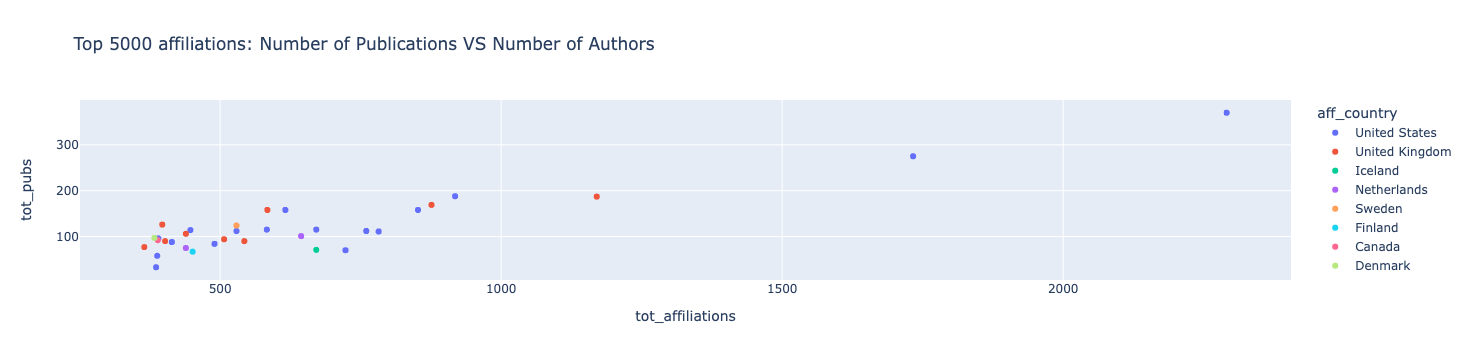 Top 5000 affiliations: Number of Publications VS Number of Authors
aff_country
United States
United Kingdom
Iceland
Netherlands
Sweden
Finland
Canada
Denmark
tot_pubs
300
200
100
500
1000
1500
2000
tot_affiliations